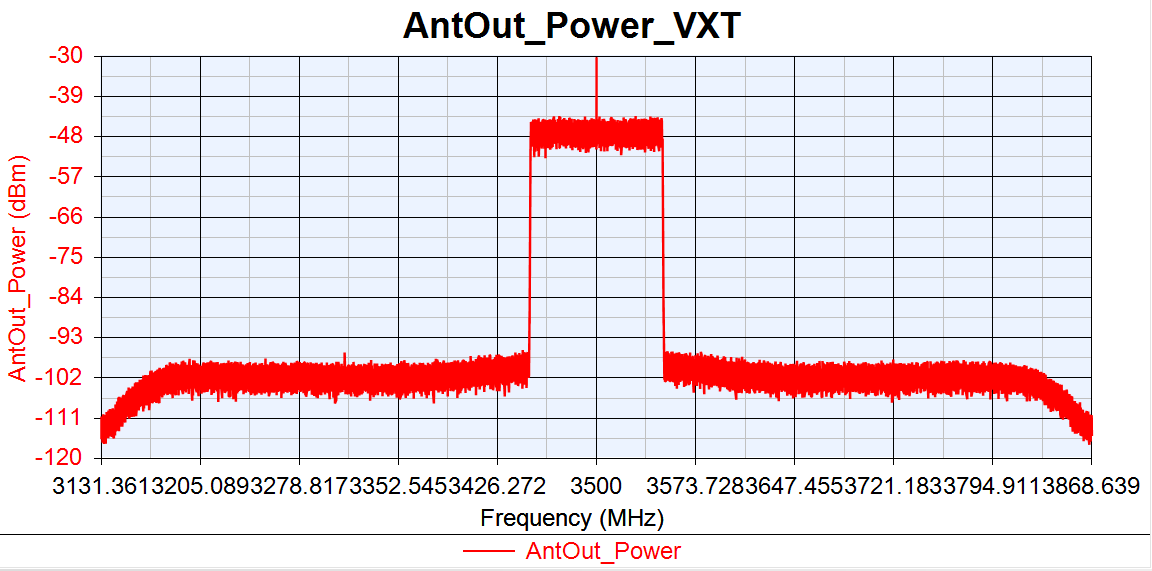 AntOut_Power_VXT
-30
-39
-48
-57
-66
-75
-84
-93
-102
-111
-120
AntOut_Power (dBm)
3131.3613205.0893278.8173352.5453426.272 3500 3573.7283647.4553721.1833794.9113868.639
Frequency (MHz)
AntOut_Power